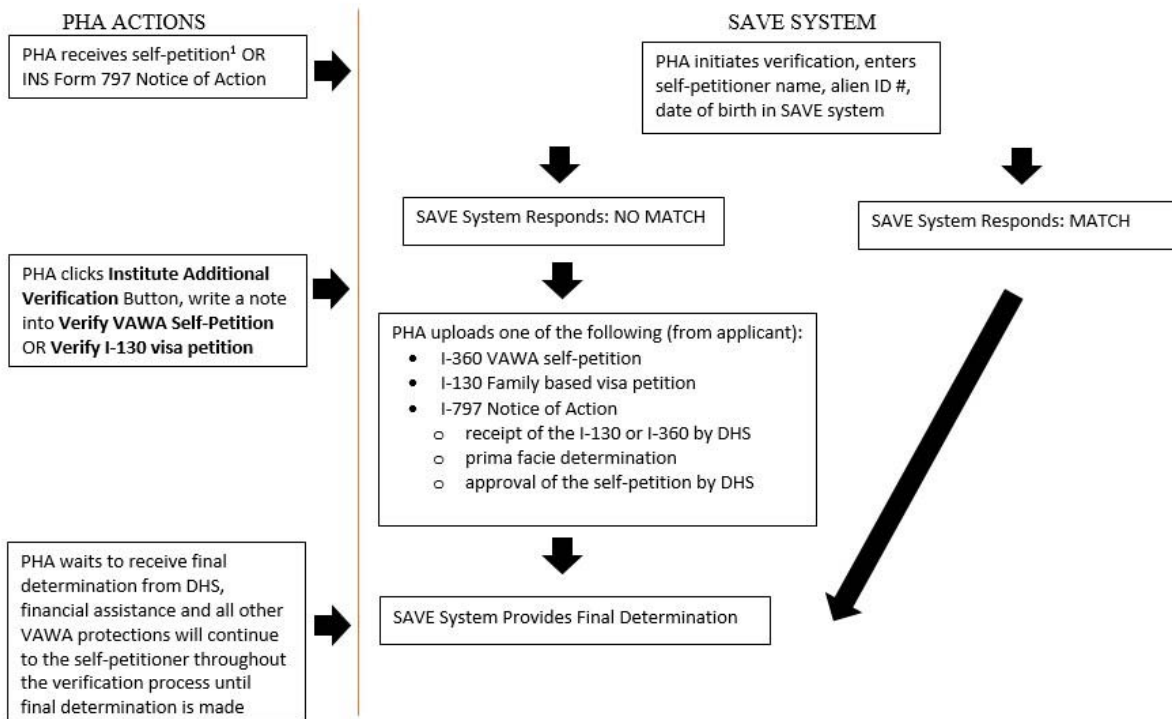 PHA ACTIONS
SAVE SYSTEM
PHA receives self-petition¹ OR
INS Form 797 Notice of Action
PHA initiates verification, enters
self-petitioner name, alien ID #,
date of birth in SAVE system
SAVE System Responds: NO MATCH
SAVE System Responds: MATCH
PHA clicks Institute Additional
Verification Button, write a note
into Verify VAWA Self-Petition
OR Verify I-130 visa petition
PHA uploads one of the following (from applicant):
• I-360 VAWA self-petition
• I-130 Family based visa petition
• I-797 Notice of Action
o receipt of the I-130 or I-360 by DHS
o prima facie determination
o approval of the self-petition by DHS
PHA waits to receive final
determination from DHS,
financial assistance and all other
VAWA protections will continue
to the self-petitioner throughout
the verification process until
final determination is made
SAVE System Provides Final Determination